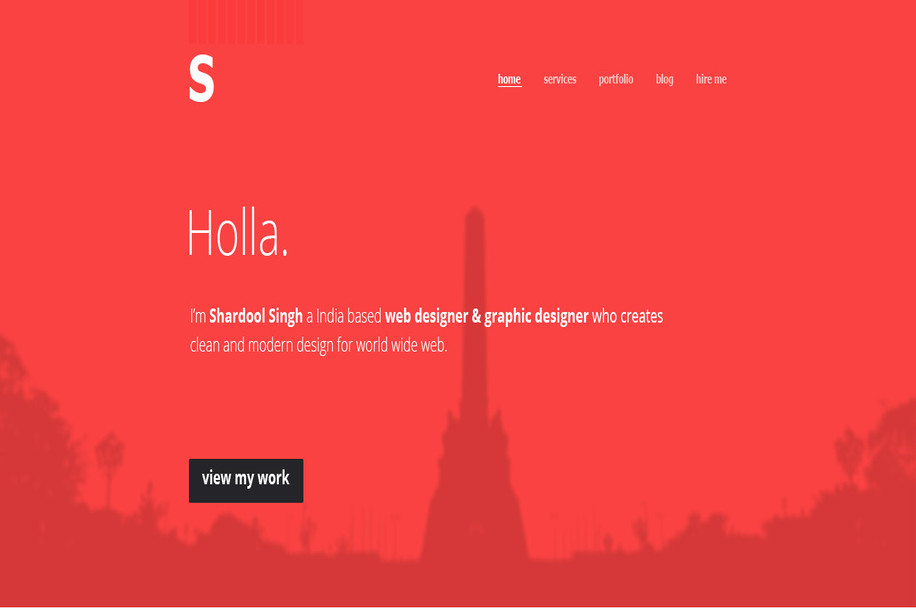 S
home services portfolio blog hire me
Holla.
I'm Shardool Singh a India based web designer & graphic designer who creates
clean and modern design for world wide web.
view my work